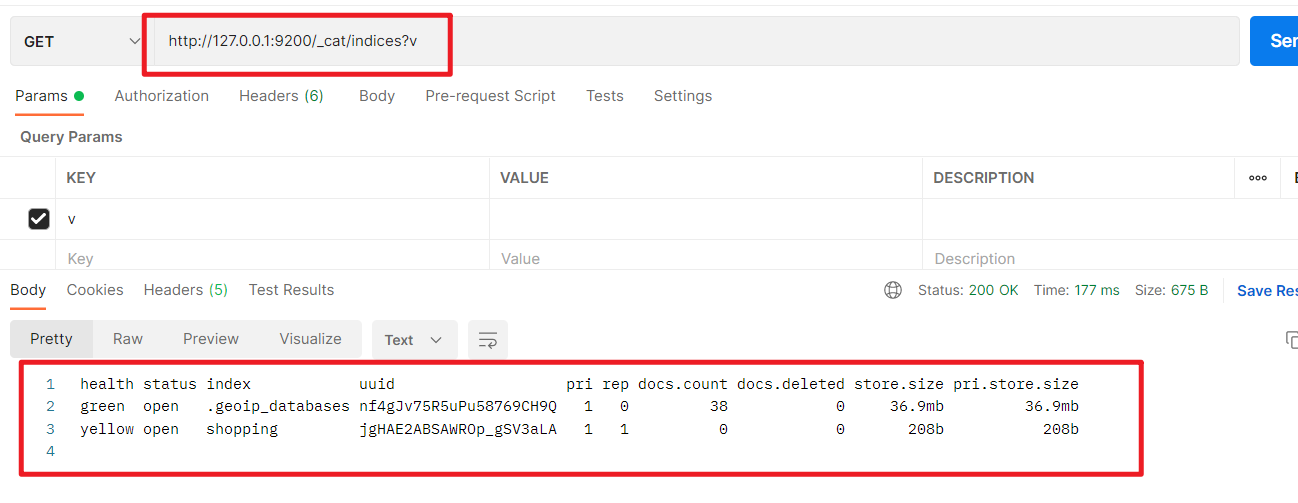 GET http://127.0.0.1:9200/_cat/indices?v Sen
Params Authorization Headers (6) Body Pre-request Script Tests Settings
Query Params
KEY VALUE DESCRIPTION ooo
v
Key Value Description
Body Cookies Headers (5) Test Results Status: 200 OK Time: 177 ms Size: 675 B Save Res
Pretty Raw Preview Visualize Text
1 health status index uuid pri rep docs.count docs.deleted store.size pri.store.size
2 green open .geoip_databases nf4gJv75R5uPu58769CH9Q 1 0 38 0 36.9mb 36.9mb
3 yellow open shopping jgHAE2ABSAWROp_gSV3aLA 1 1 0 0 208b 208b
4